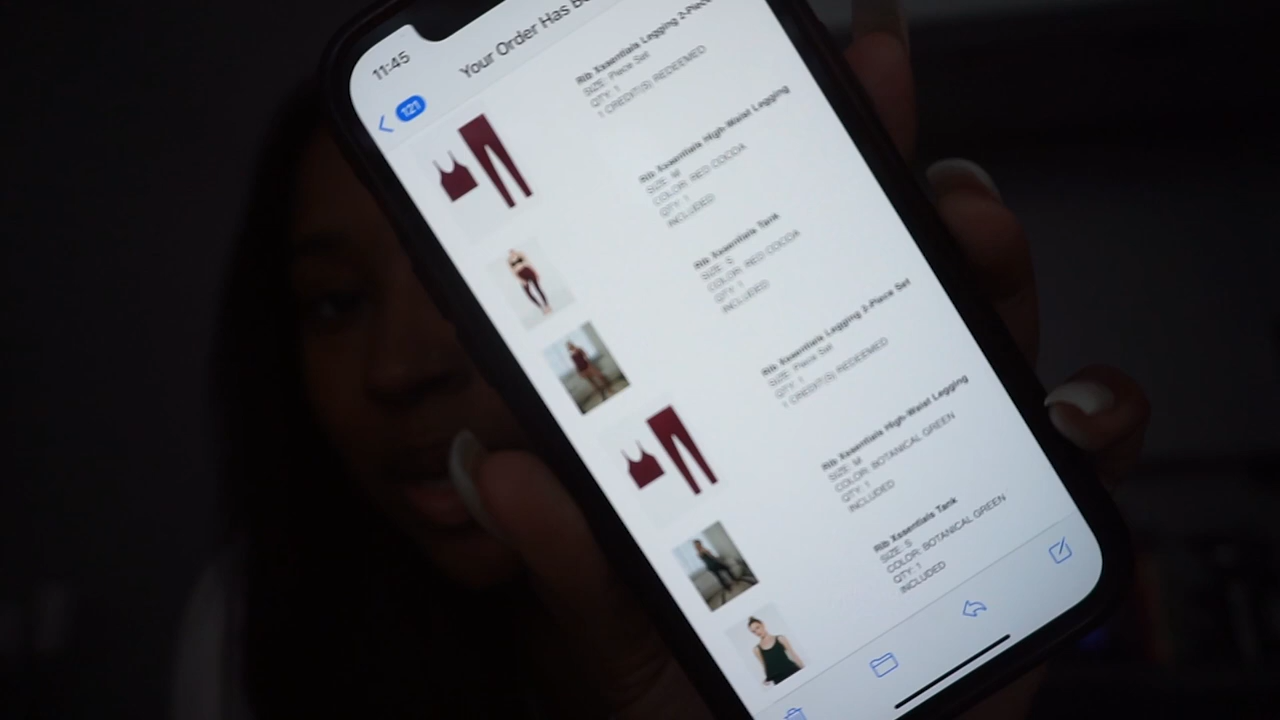 11:45
Your Order Has Be
121
Rib Xssentials Legging 2-Piece
SIZE: Piece Set
QTY: 1
1 CREDIT(S) REDEEMED
Rib Xssentials High-Waist Legging
SIZE: M
COLOR: RED COCOA
QTY: 1
INCLUDED
Rib Xssentials Tank
SIZE: S
COLOR: RED COCOA
QTY: 1
INCLUDED
Rib Xssentials Legging 2-Piece Set
SIZE: Piece Set
QTY: 1
1 CREDIT(S) REDEEMED
Rib Xssentials High-Waist Legging
SIZE: M
COLOR: BOTANICAL GREEN
QTY: 1
INCLUDED
Rib Xssentials Tank
SIZE: S
COLOR: BOTANICAL GREEN
QTY: 1
INCLUDED